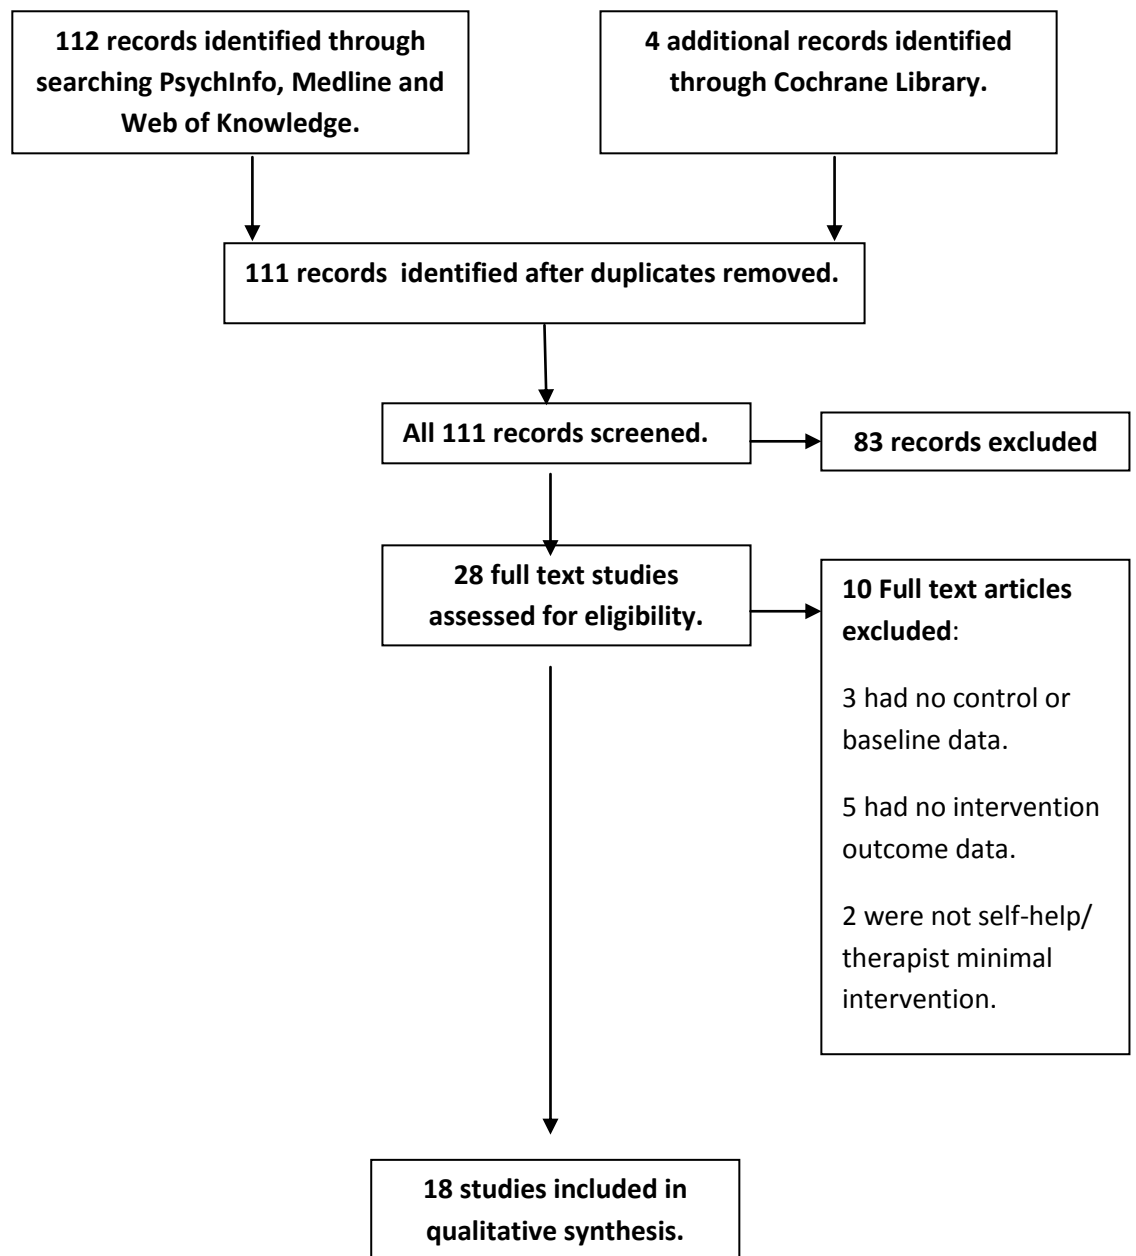 112 records identified through
searching PsychInfo, Medline and
Web of Knowledge.
4 additional records identified
through Cochrane Library.
111 records identified after duplicates removed.
All 111 records screened.
83 records excluded
28 full text studies
assessed for eligibility.
10 Full text articles
excluded:
3 had no control or
baseline data.
5 had no intervention
outcome data.
2 were not self-help/
therapist minimal
intervention.
18 studies included in
qualitative synthesis.